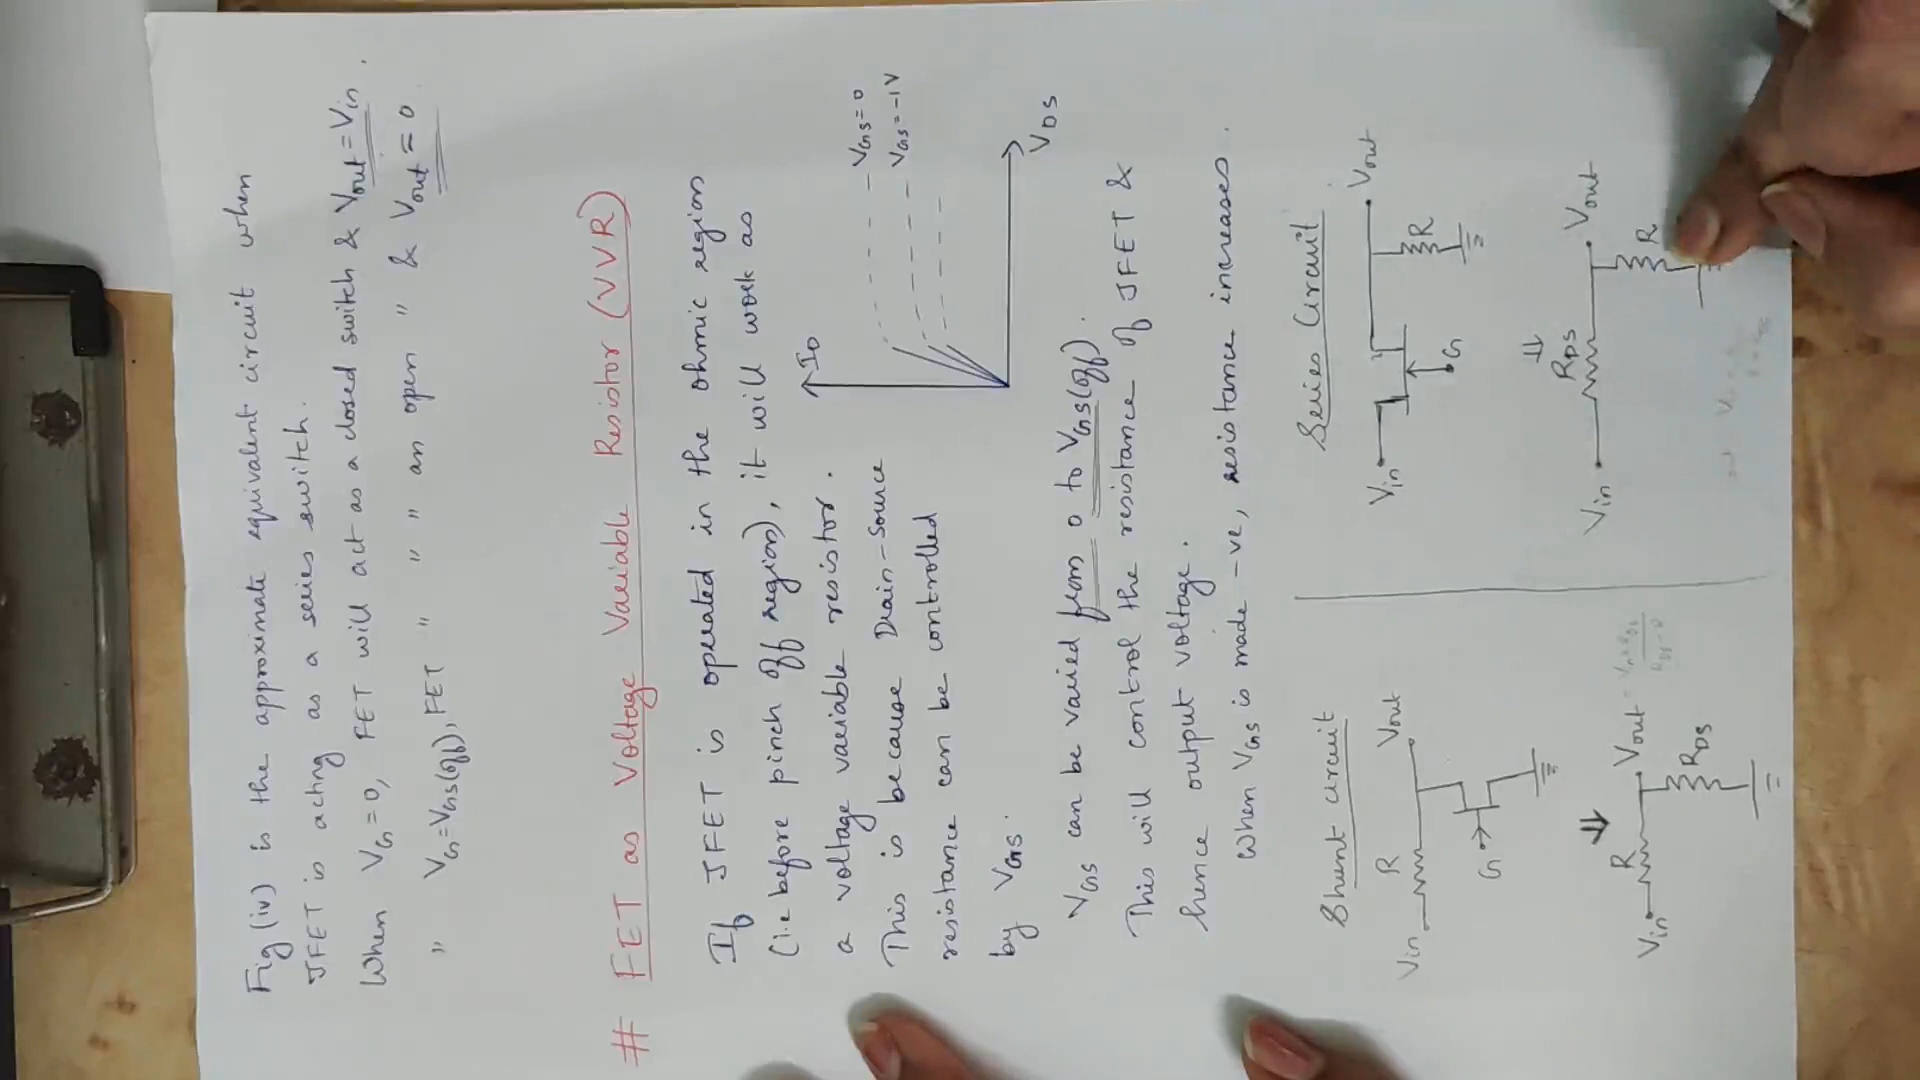 Fig (iv) is the approximate equivalent circuit when
JFET is acting as a series switch.
When VG = 0, FET will act as a closed switch & Vout = Vin.
" VG = VGS(off), FET " " " an open " & Vout = 0
# FET as Voltage Variable Resistor (VVR)
If JFET is operated in the ohmic region
(i.e before pinch off region), it will work as
a voltage variable resistor.
This is because Drain-Source
resistance can be controlled
by VGS.
ID
VGS = 0
VGS = -1V
VDS
VGS can be varied from 0 to VGS(off).
This will control the resistance of JFET &
hence output voltage.
When VGS is made -ve, resistance increases.
Shunt circuit
Vin R Vout
G
⇓
Vin R Vout
RDS
Series Circuit
Vin Vout
G R
⇓
Vin RDS Vout
R